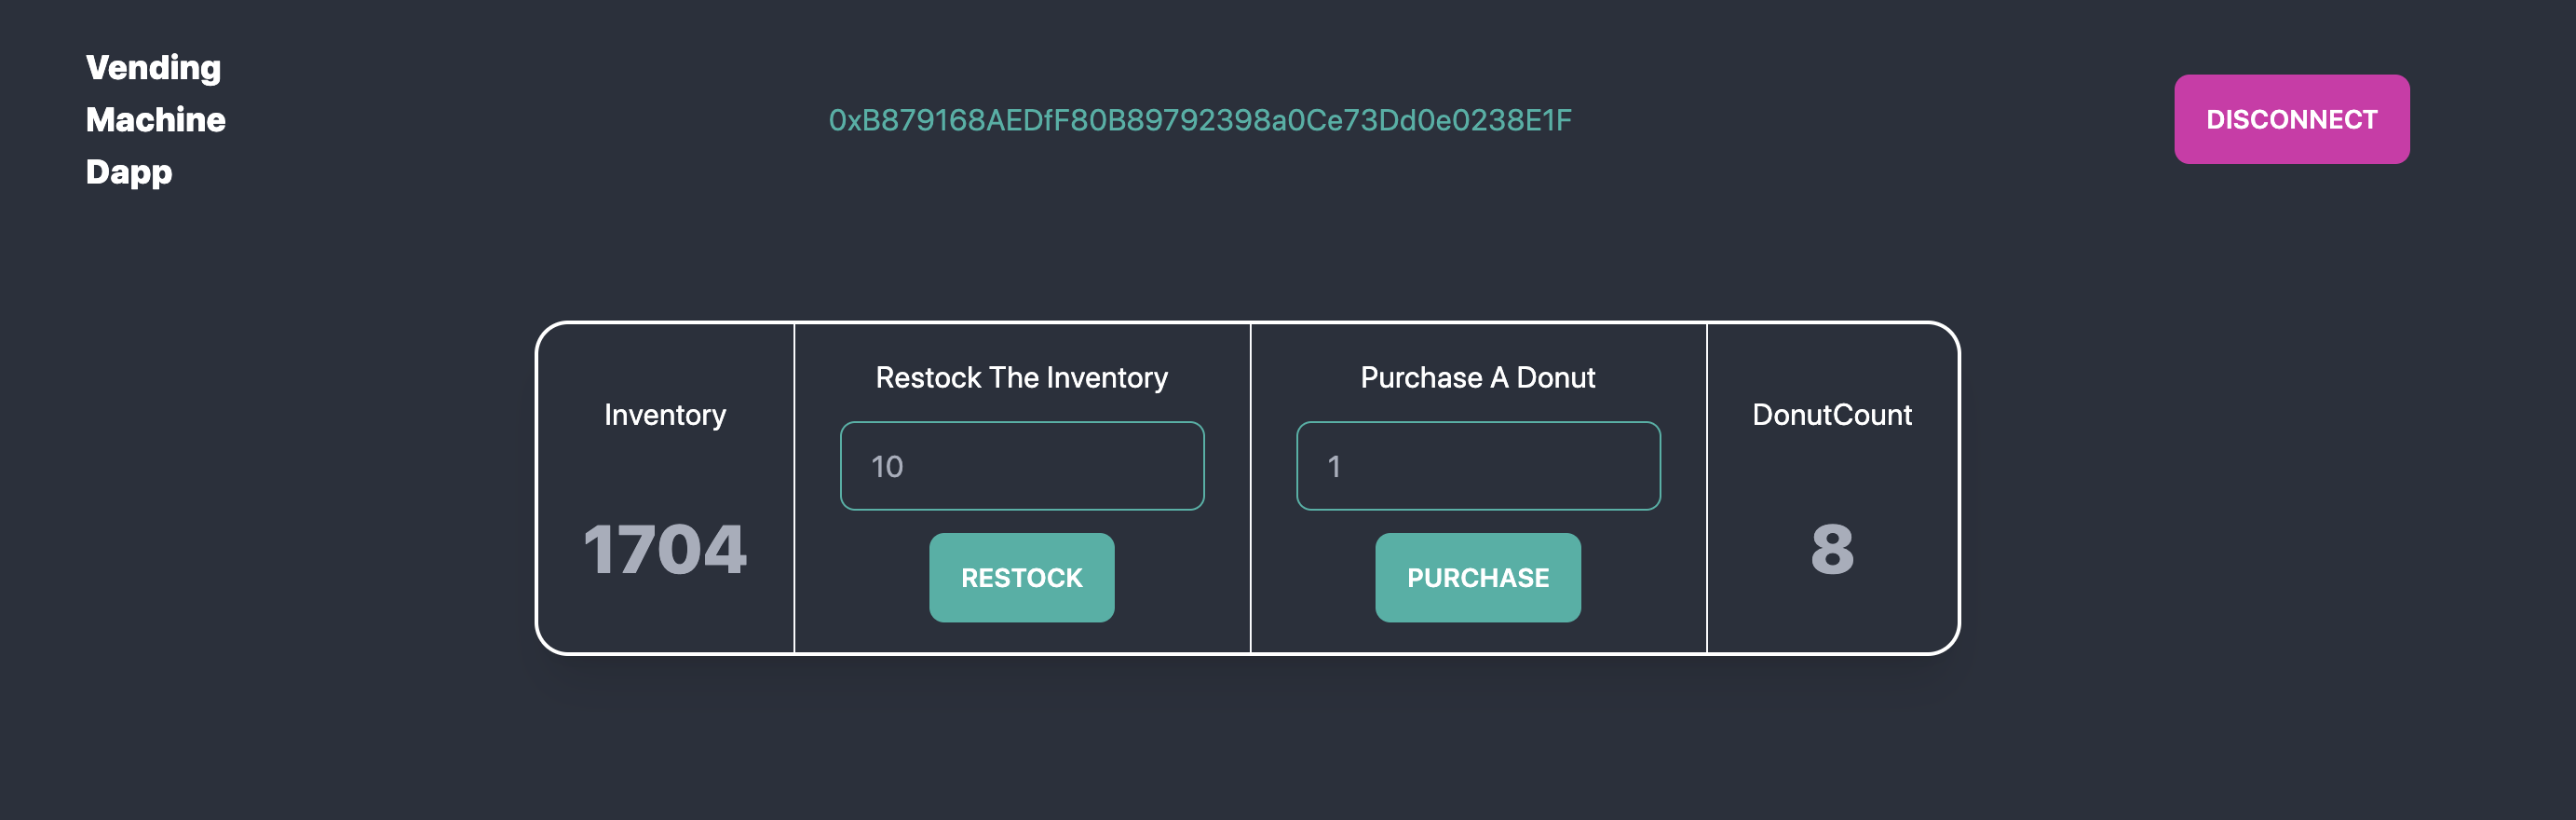 Vending
Machine
Dapp
0xB879168AEDfF80B89792398a0Ce73Dd0e0238E1F
DISCONNECT
Inventory
1704
Restock The Inventory
10
RESTOCK
Purchase A Donut
1
PURCHASE
DonutCount
8